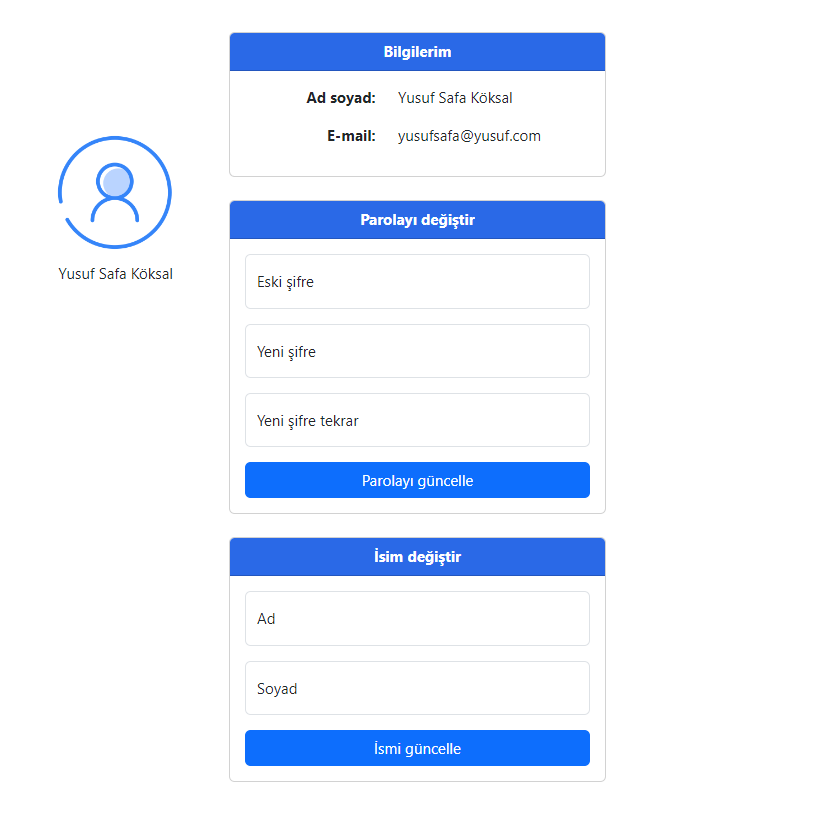 Bilgilerim
Ad soyad: Yusuf Safa Köksal
E-mail: yusufsafa@yusuf.com
Yusuf Safa Köksal
Parolayı değiştir
Eski şifre
Yeni şifre
Yeni şifre tekrar
Parolayı güncelle
İsim değiştir
Ad
Soyad
İsmi güncelle